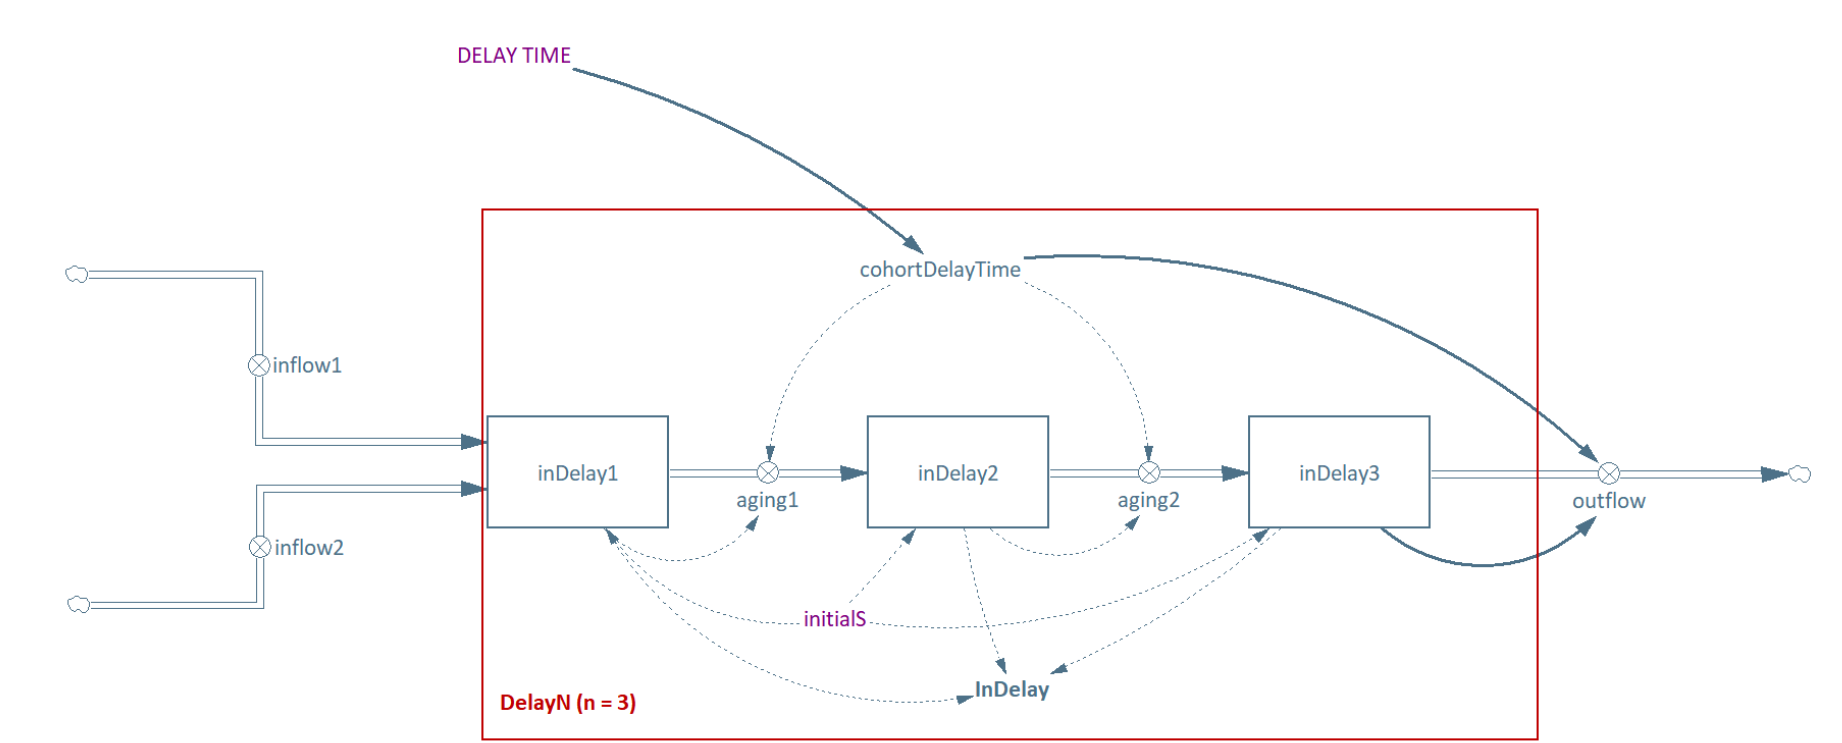 DELAY TIME
cohortDelayTime
inflow1
inDelay1
inDelay2
inDelay3
aging1
aging2
outflow
inflow2
initialS
InDelay
DelayN (n = 3)